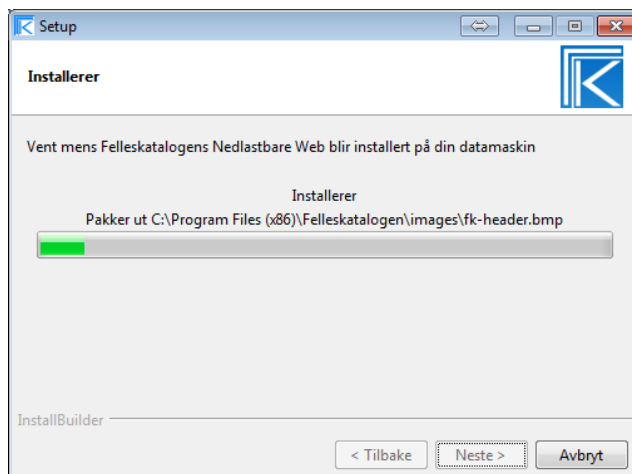 Setup
Installerer
Vent mens Felleskatalogens Nedlastbare Web blir installert på din datamaskin
Installerer
Pakker ut C:\Program Files (x86)\Felleskatalogen\images\fk-header.bmp
InstallBuilder
< Tilbake
Neste >
Avbryt